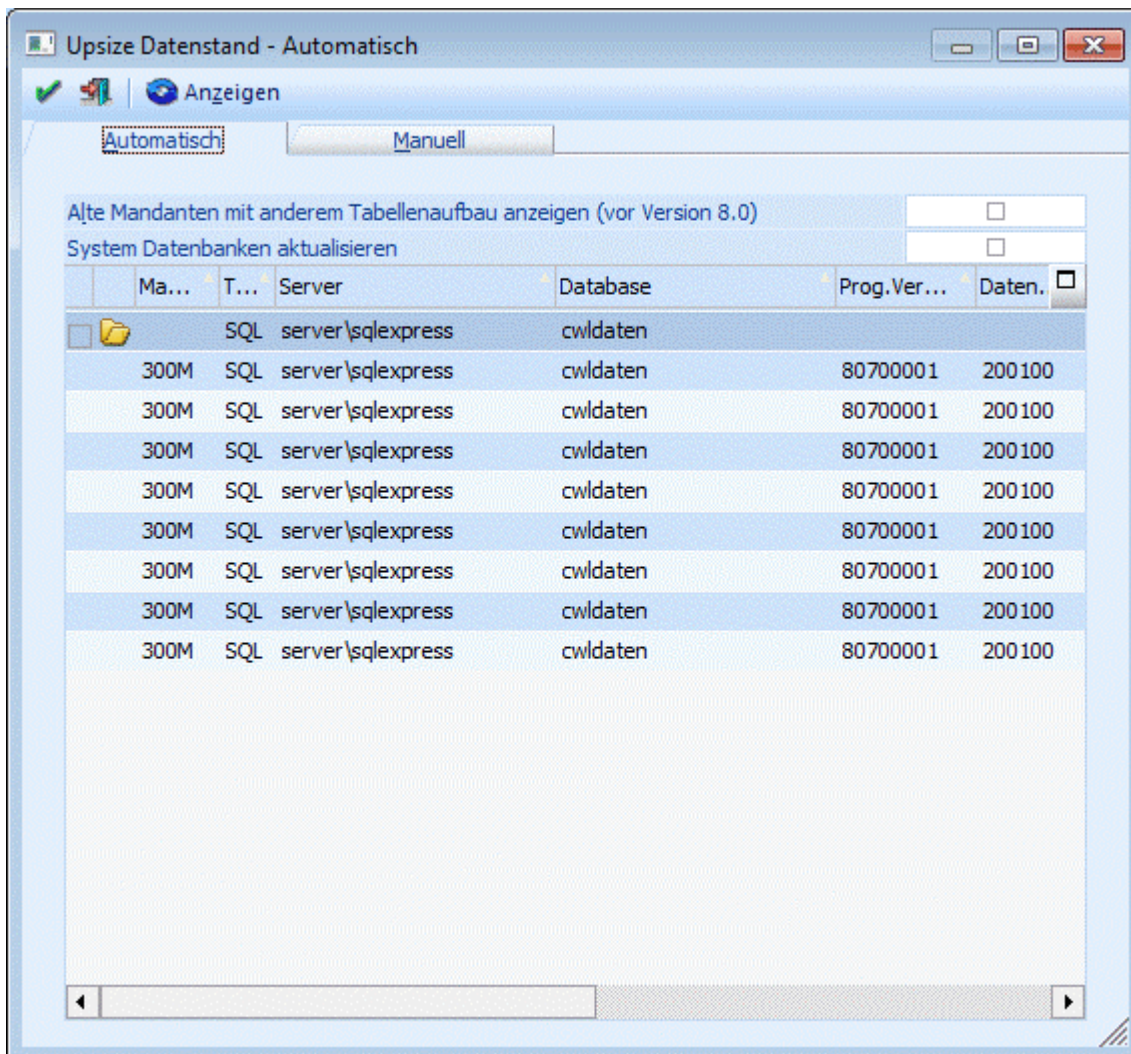 Upsize Datenstand - Automatisch
Anzeigen
Automatisch Manuell
Alte Mandanten mit anderem Tabellenaufbau anzeigen (vor Version 8.0)
System Datenbanken aktualisieren
Ma... T... Server Database Prog.Ver... Daten.
SQL server\sqlexpress cwldaten
300M SQL server\sqlexpress cwldaten 80700001 200100
300M SQL server\sqlexpress cwldaten 80700001 200100
300M SQL server\sqlexpress cwldaten 80700001 200100
300M SQL server\sqlexpress cwldaten 80700001 200100
300M SQL server\sqlexpress cwldaten 80700001 200100
300M SQL server\sqlexpress cwldaten 80700001 200100
300M SQL server\sqlexpress cwldaten 80700001 200100
300M SQL server\sqlexpress cwldaten 80700001 200100